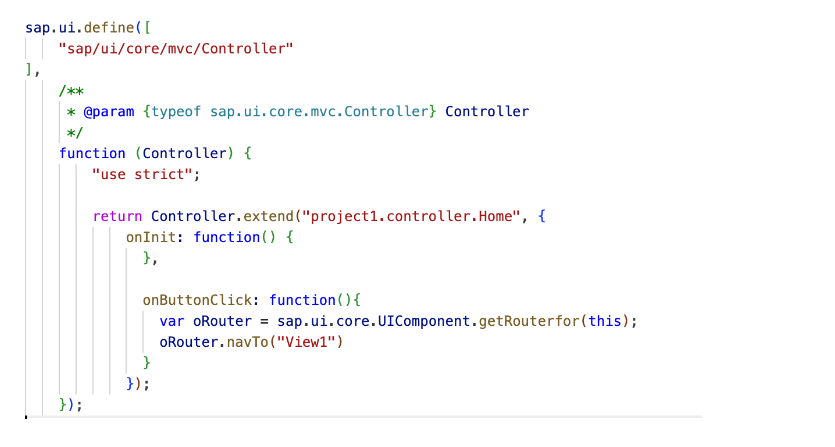 sap.ui.define([
"sap/ui/core/mvc/Controller"
],
/**
* @param {typeof sap.ui.core.mvc.Controller} Controller
*/
function (Controller) {
"use strict";
return Controller.extend("project1.controller.Home", {
onInit: function() {
},
onButtonClick: function(){
var oRouter = sap.ui.core.UIComponent.getRouterfor(this);
oRouter.navTo("View1")
}
});
});